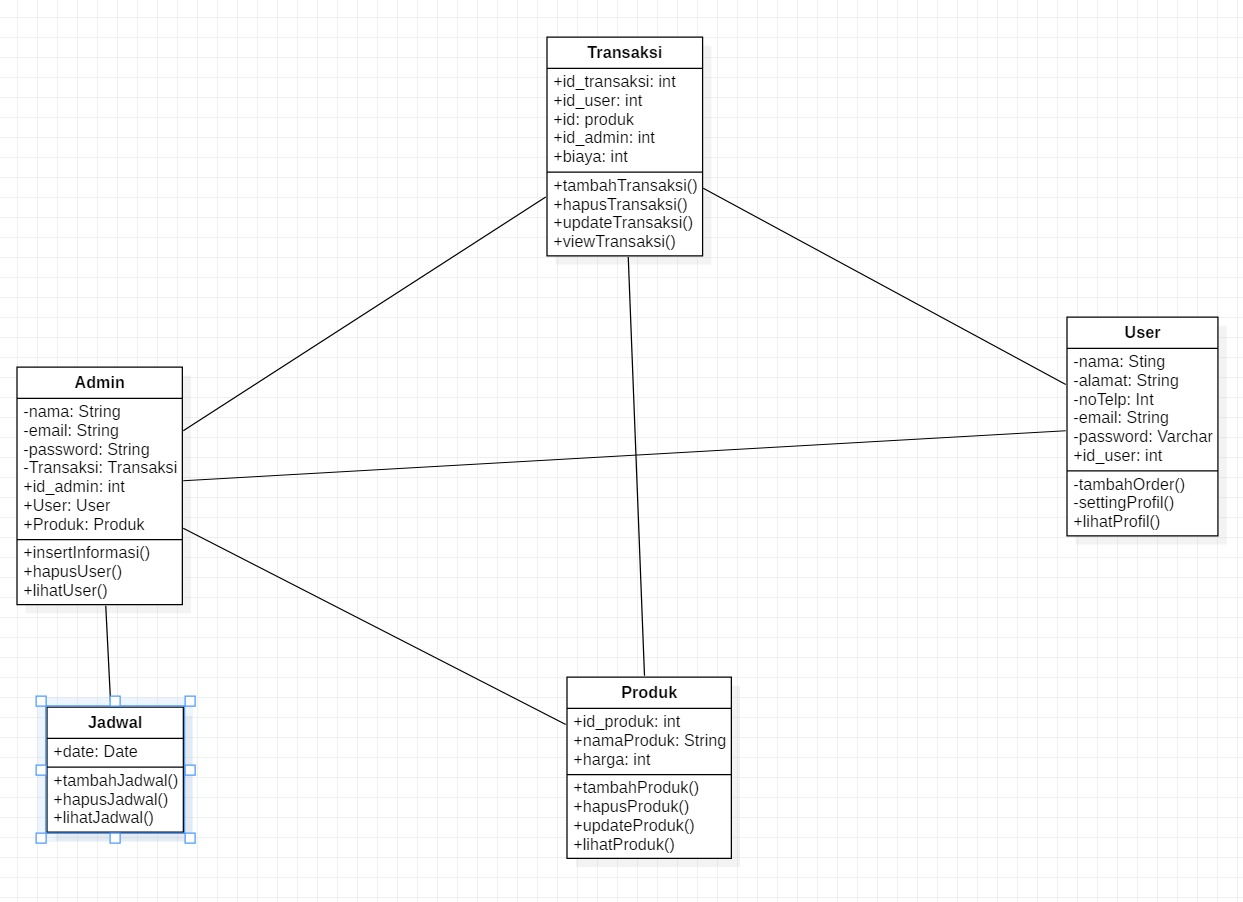 Transaksi
+id_transaksi: int
+id_user: int
+id: produk
+id_admin: int
+biaya: int
+tambahTransaksi()
+hapusTransaksi()
+updateTransaksi()
+viewTransaksi()
User
-nama: Sting
-alamat: String
-noTelp: Int
-email: String
-password: Varchar
+id_user: int
-tambahOrder()
-settingProfil()
+lihatProfil()
Admin
-nama: String
-email: String
-password: String
-Transaksi: Transaksi
+id_admin: int
+User: User
+Produk: Produk
+insertInformasi()
+hapusUser()
+lihatUser()
Jadwal
+date: Date
+tambahJadwal()
+hapusJadwal()
+lihatJadwal()
Produk
+id_produk: int
+namaProduk: String
+harga: int
+tambahProduk()
+hapusProduk()
+updateProduk()
+lihatProduk()